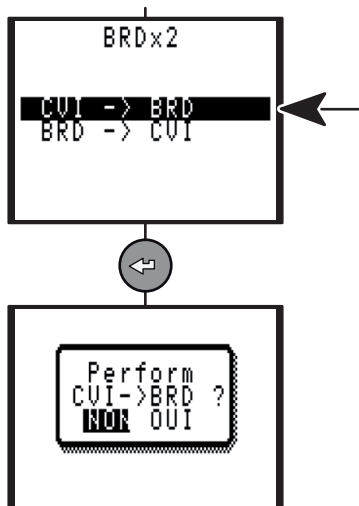 BRDx2
CVI -> BRD
BRD -> CVI
Perform
CVI->BRD ?
NON OUI